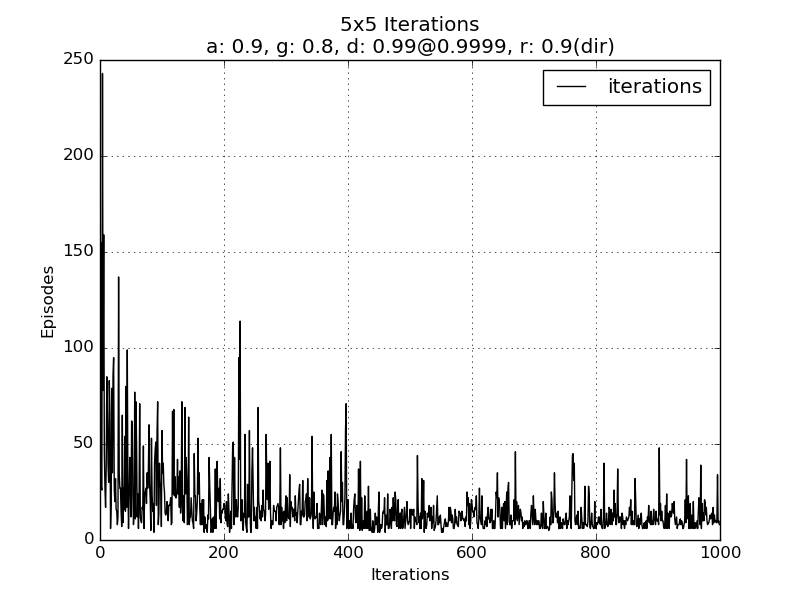 5x5 Iterations
a: 0.9, g: 0.8, d: 0.99@0.9999, r: 0.9(dir)
250
iterations
200
150
Episodes
100
50
0
0 200 400 600 800 1000
Iterations